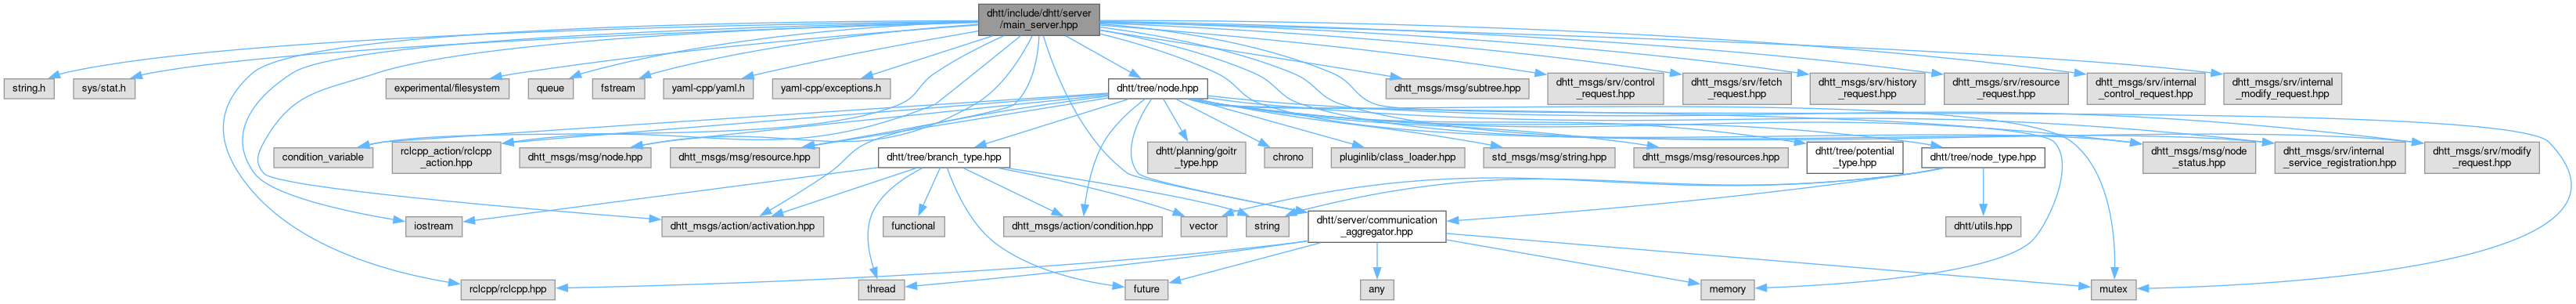 dhtt/include/dhtt/server
/main_server.hpp
string.h
sys/stat.h
experimental/filesystem
queue
fstream
yaml-cpp/yaml.h
yaml-cpp/exceptions.h
dhtt/tree/node.hpp
dhtt_msgs/msg/subtree.hpp
dhtt_msgs/srv/control
_request.hpp
dhtt_msgs/srv/fetch
_request.hpp
dhtt_msgs/srv/history
_request.hpp
dhtt_msgs/srv/resource
_request.hpp
dhtt_msgs/srv/internal
_control_request.hpp
dhtt_msgs/srv/internal
_modify_request.hpp
condition_variable
rclcpp_action/rclcpp
_action.hpp
dhtt_msgs/msg/node.hpp
dhtt_msgs/msg/resource.hpp
dhtt/tree/branch_type.hpp
dhtt/planning/goitr
_type.hpp
chrono
pluginlib/class_loader.hpp
std_msgs/msg/string.hpp
dhtt_msgs/msg/resources.hpp
dhtt/tree/potential
_type.hpp
dhtt/tree/node_type.hpp
dhtt_msgs/msg/node
_status.hpp
dhtt_msgs/srv/internal
_service_registration.hpp
dhtt_msgs/srv/modify
_request.hpp
iostream
dhtt_msgs/action/activation.hpp
functional
dhtt_msgs/action/condition.hpp
vector
string
dhtt/server/communication
_aggregator.hpp
dhtt/utils.hpp
rclcpp/rclcpp.hpp
thread
future
any
memory
mutex